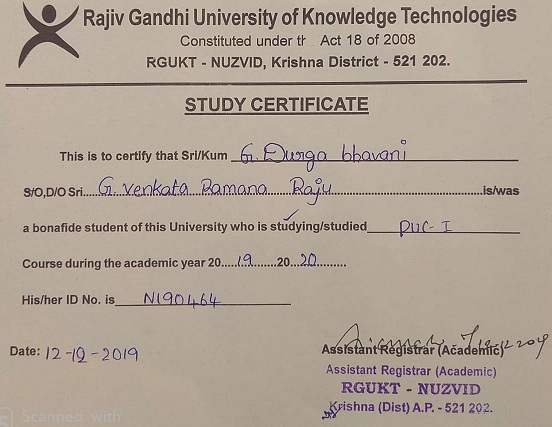 Rajiv Gandhi University of Knowledge Technologies
Constituted under th Act 18 of 2008
RGUKT - NUZVID, Krishna District - 521 202.
STUDY CERTIFICATE
This is to certify that Sri/Kum G. Durga bhavani
S/O,D/O Sri..... G. Venkata Ramana Raju ..........is/was
a bonafide student of this University who is studying/studied PUC- I
Course during the academic year 20.....19........20..20.........
His/her ID No. is N190464
Date: 12-12-2019
Assistant Registrar (Academic)
Assistant Registrar (Academic)
RGUKT - NUZVID
Krishna (Dist) A.P. - 521 202.
Scanned with